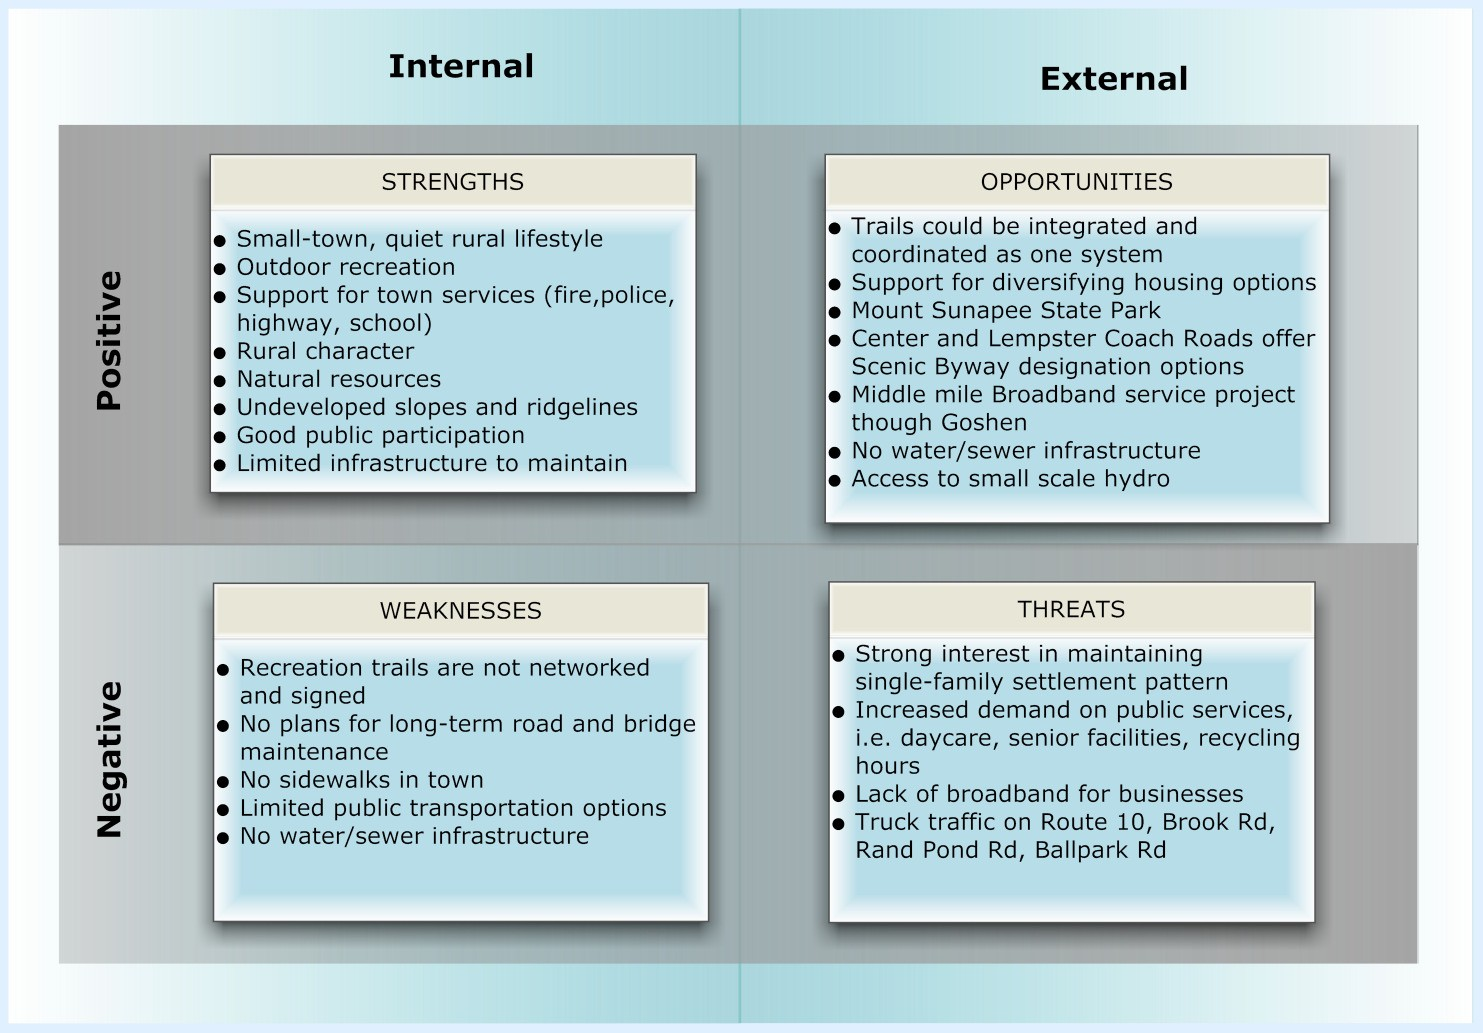 Internal
External
Positive
STRENGTHS
● Small-town, quiet rural lifestyle
● Outdoor recreation
● Support for town services (fire,police,
highway, school)
● Rural character
● Natural resources
● Undeveloped slopes and ridgelines
● Good public participation
● Limited infrastructure to maintain
OPPORTUNITIES
● Trails could be integrated and
coordinated as one system
● Support for diversifying housing options
● Mount Sunapee State Park
● Center and Lempster Coach Roads offer
Scenic Byway designation options
● Middle mile Broadband service project
though Goshen
● No water/sewer infrastructure
● Access to small scale hydro
Negative
WEAKNESSES
● Recreation trails are not networked
and signed
● No plans for long-term road and bridge
maintenance
● No sidewalks in town
● Limited public transportation options
● No water/sewer infrastructure
THREATS
● Strong interest in maintaining
single-family settlement pattern
● Increased demand on public services,
i.e. daycare, senior facilities, recycling
hours
● Lack of broadband for businesses
● Truck traffic on Route 10, Brook Rd,
Rand Pond Rd, Ballpark Rd